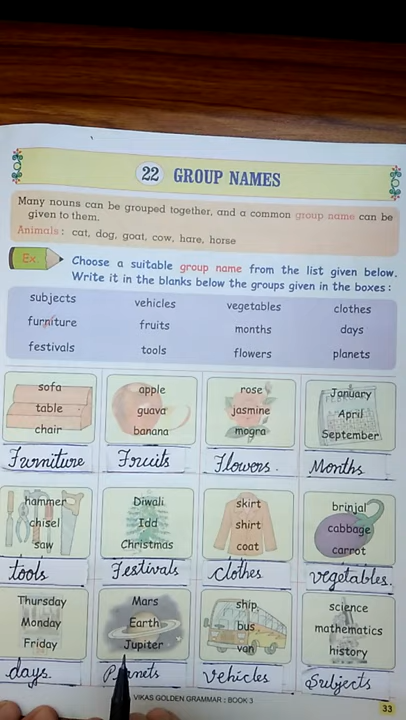 22 GROUP NAMES
Many nouns can be grouped together, and a common group name can be
given to them.
Animals : cat, dog, goat, cow, hare, horse
Ex. Choose a suitable group name from the list given below.
Write it in the blanks below the groups given in the boxes :
subjects vehicles vegetables clothes
furniture fruits months days
festivals tools flowers planets
sofa apple rose January
table guava jasmine April
chair banana mogra September
Furniture Fruits Flowers. Months
hammer Diwali skirt brinjal
chisel Idd shirt cabbage
saw Christmas coat carrot
tools Festivals clothes vegetables.
Thursday Mars ship science
Monday Earth bus mathematics
Friday Jupiter van history
days. Planets Vehicles Subjects
VIKAS GOLDEN GRAMMAR : BOOK 3
33